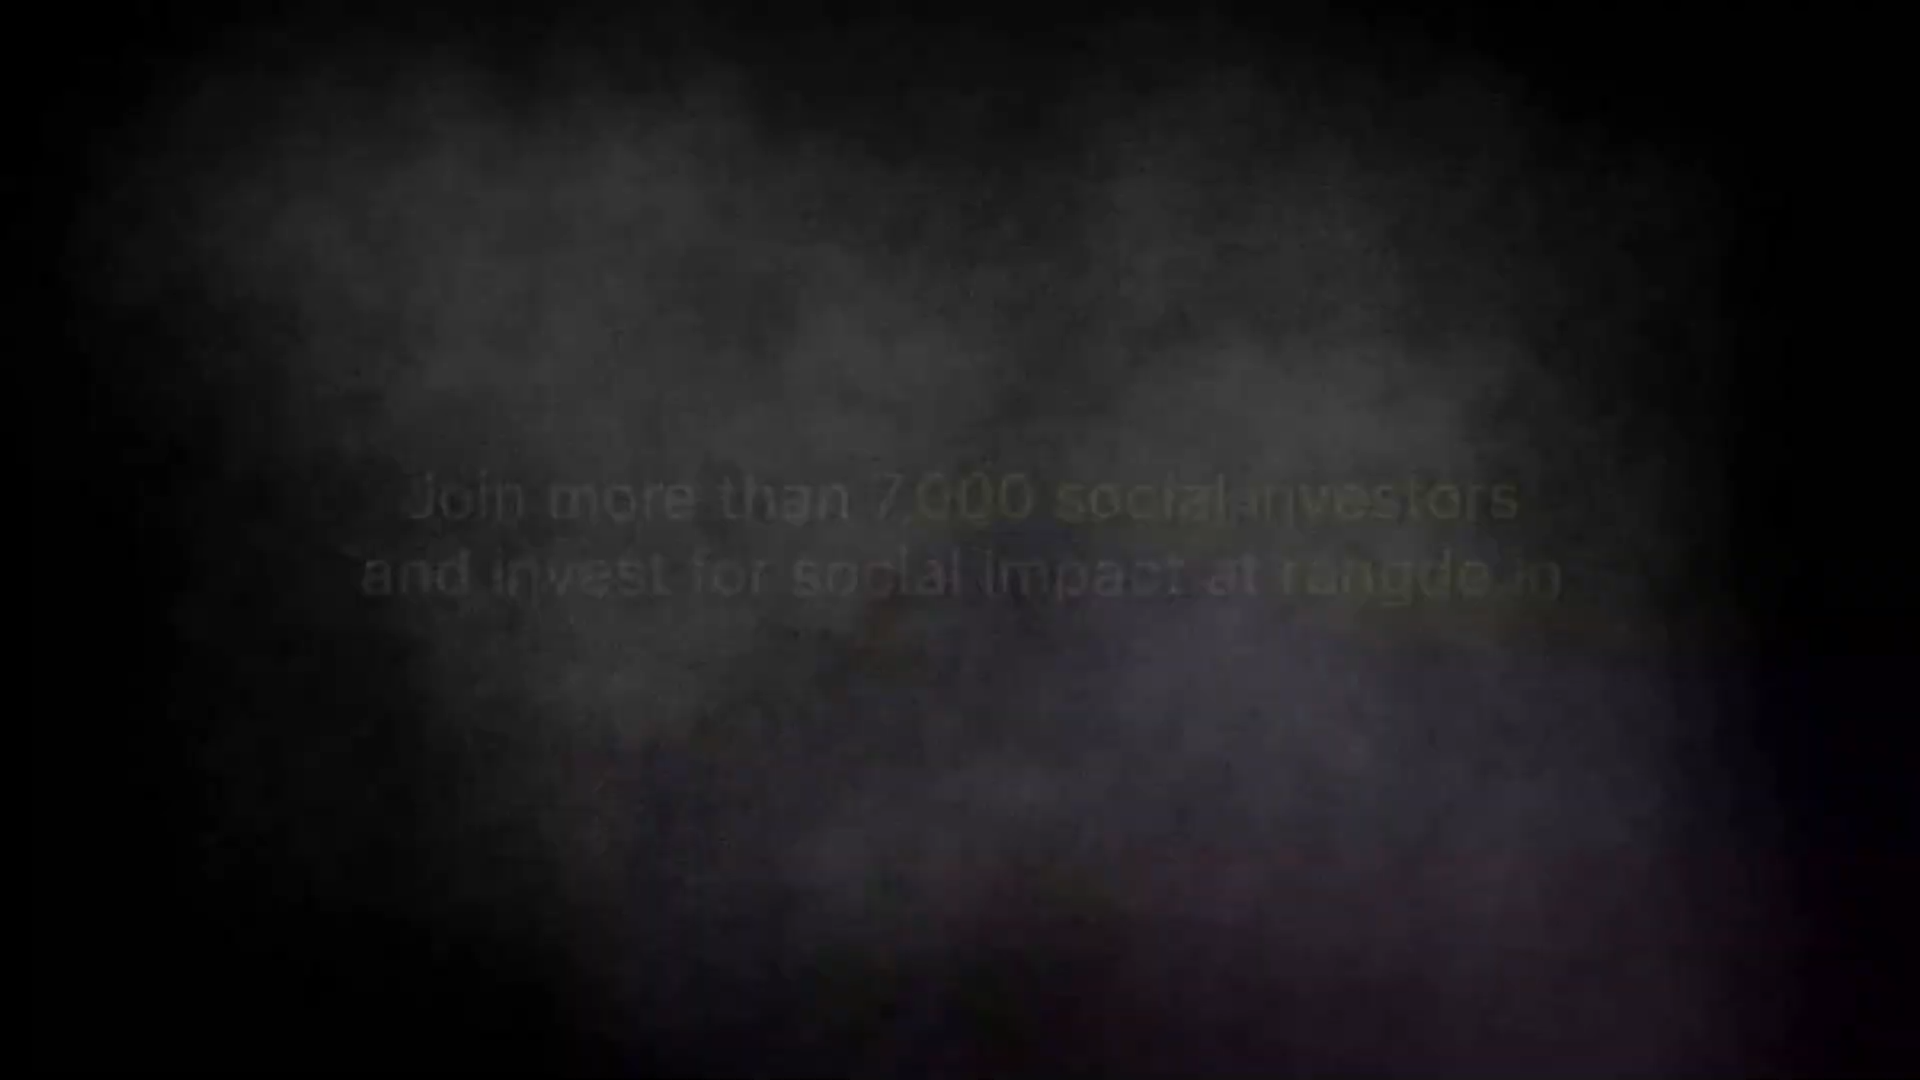 Join more than 7,000 social investors
and invest for social impact at rangde.in